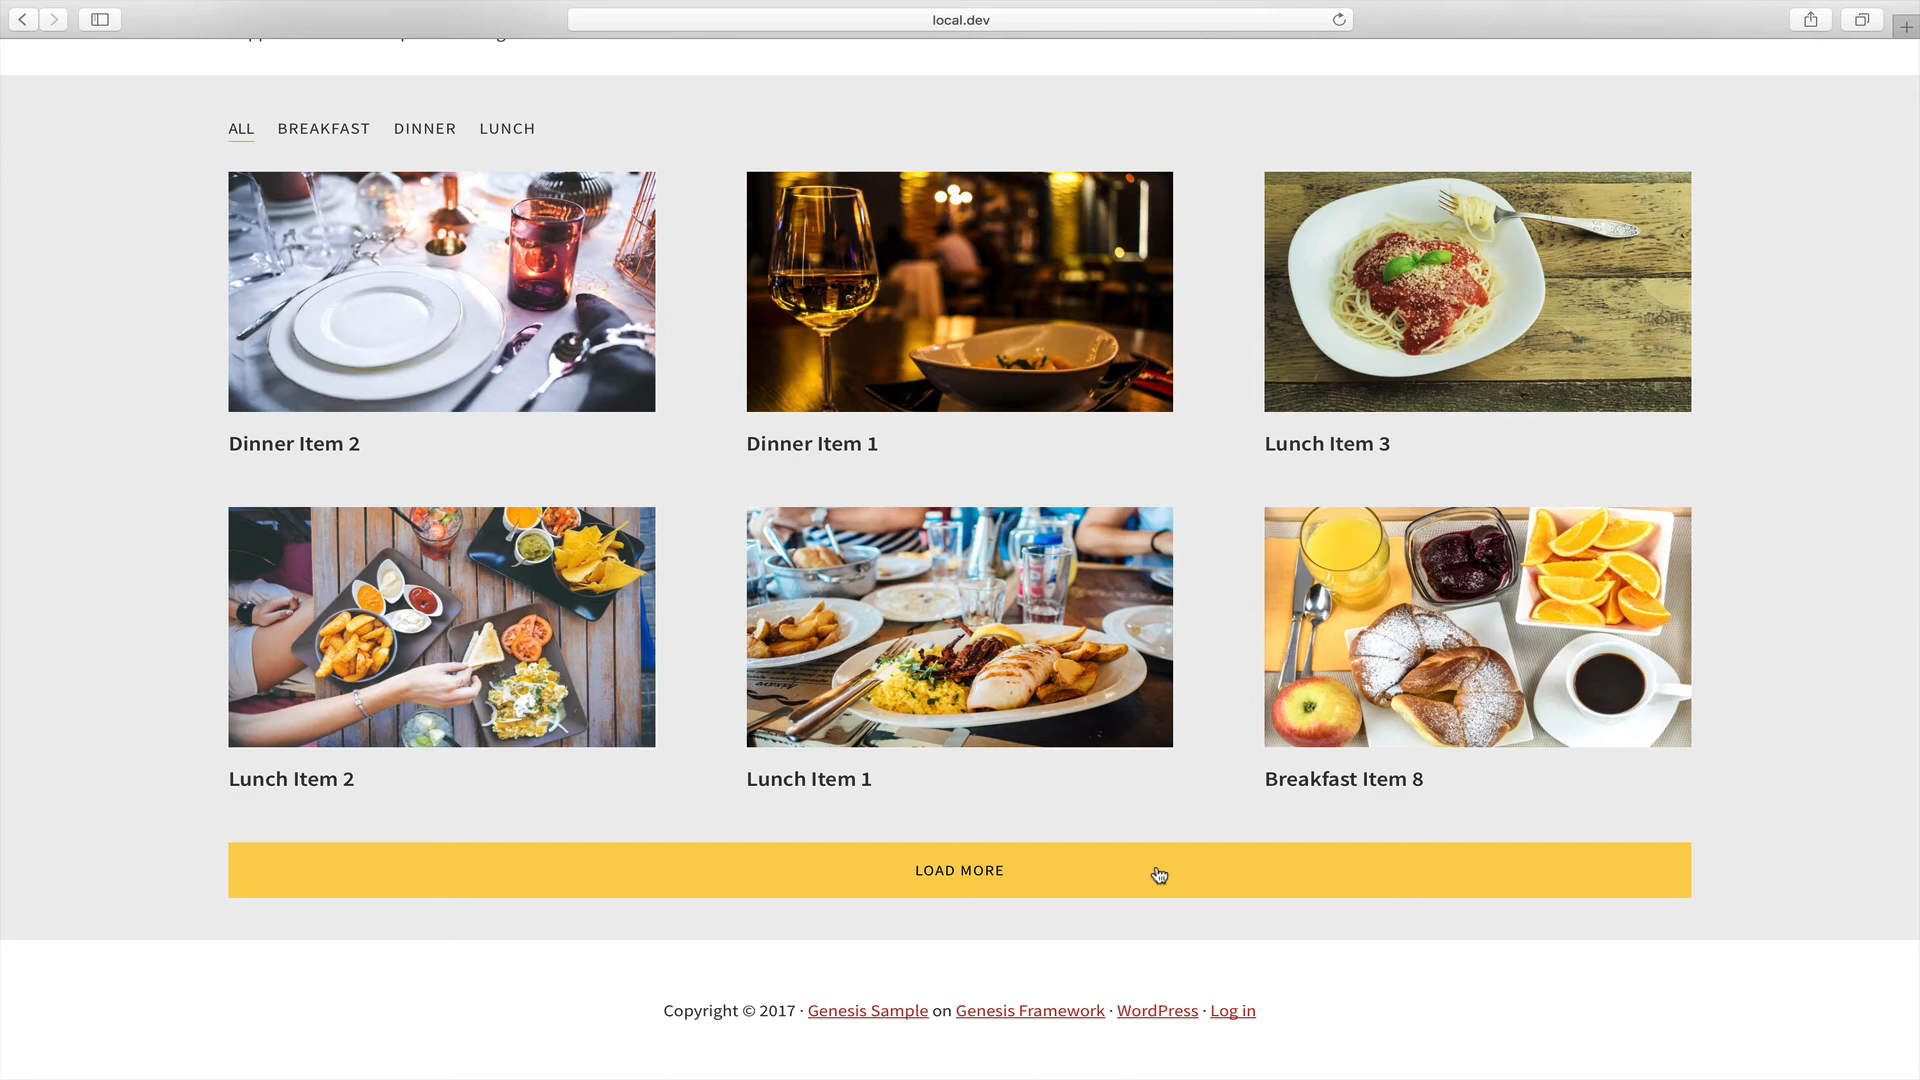 local.dev
ALL BREAKFAST DINNER LUNCH
Dinner Item 2
Dinner Item 1
Lunch Item 3
Lunch Item 2
Lunch Item 1
Breakfast Item 8
LOAD MORE
Copyright © 2017 · Genesis Sample on Genesis Framework · WordPress · Log in